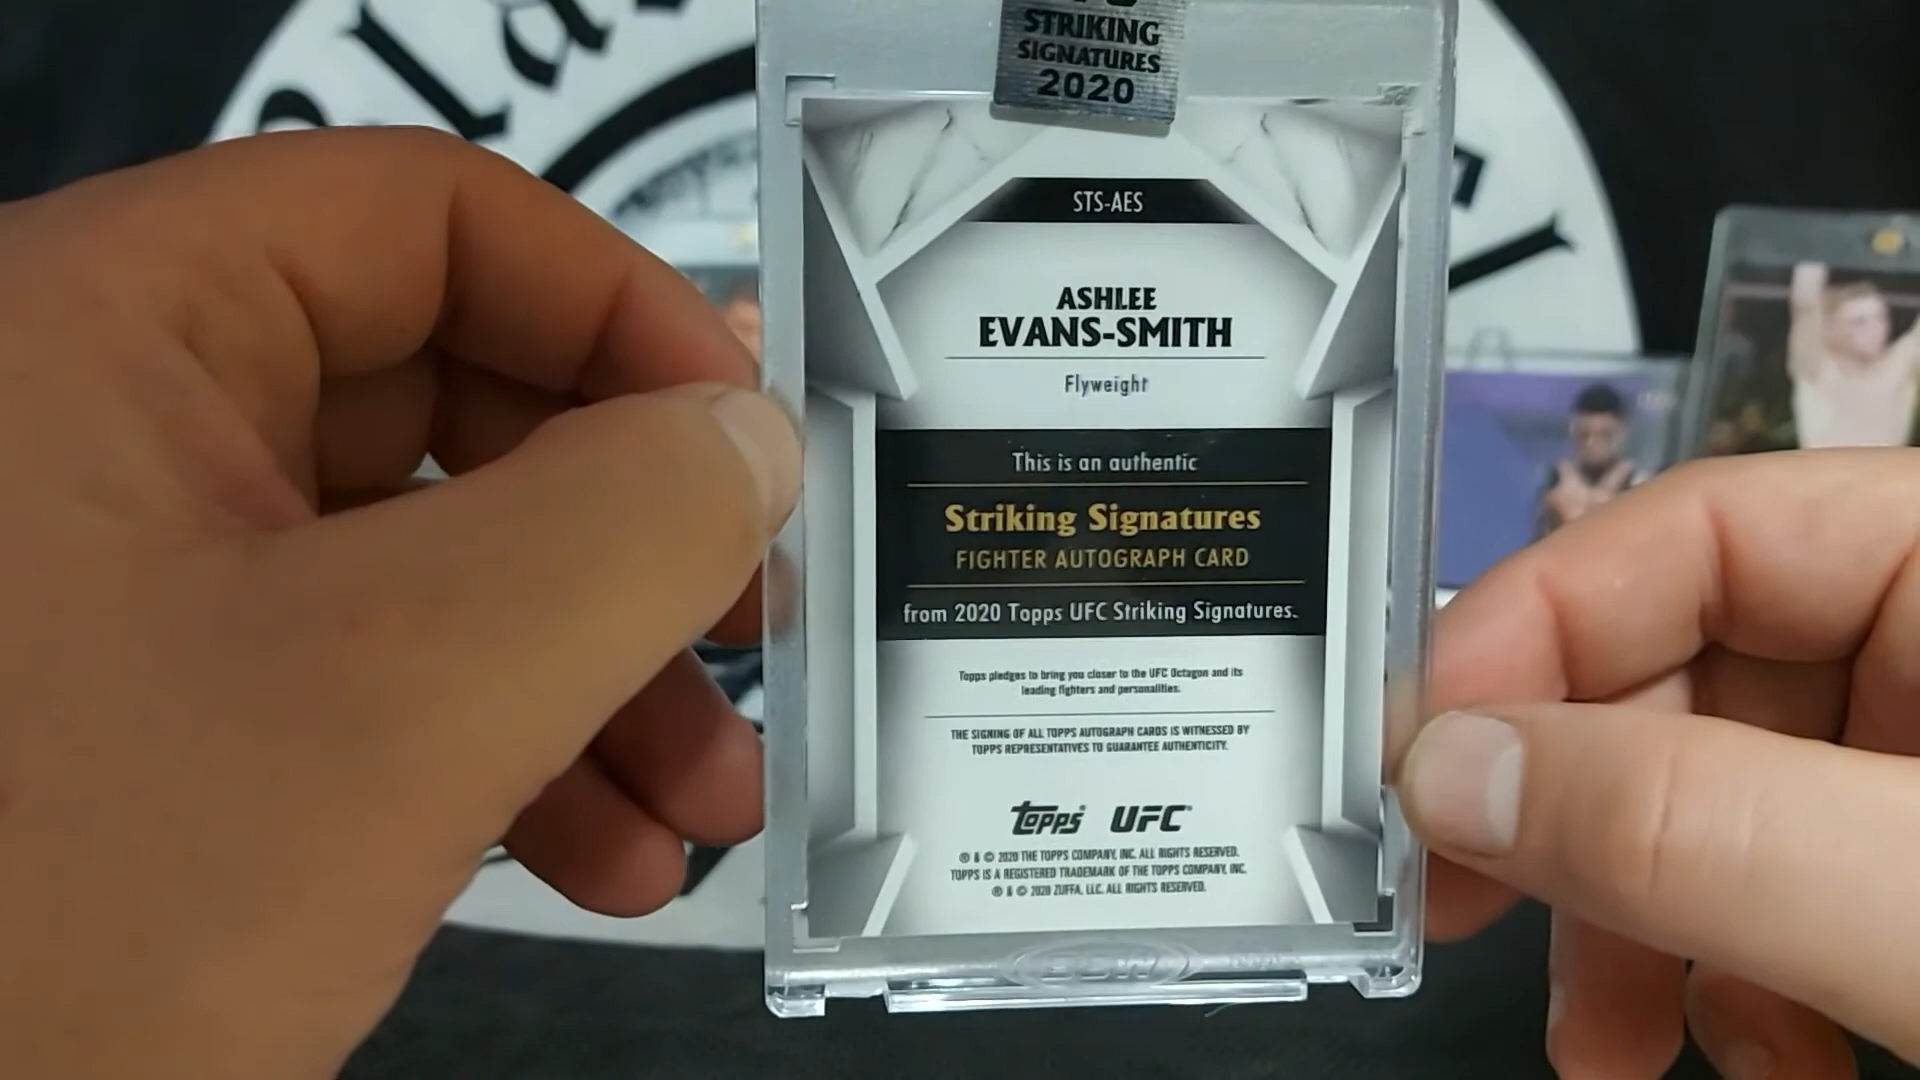 STRIKING
SIGNATURES
2020
STS-AES
ASHLEE
EVANS-SMITH
Flyweight
This is an authentic
Striking Signatures
FIGHTER AUTOGRAPH CARD
from 2020 Topps UFC Striking Signatures.
Topps pledges to bring you closer to the UFC Octagon and its
leading fighters and personalities.
THE SIGNING OF ALL TOPPS AUTOGRAPH CARDS IS WITNESSED BY
TOPPS REPRESENTATIVES TO GUARANTEE AUTHENTICITY.
Topps UFC
® & © 2020 THE TOPPS COMPANY, INC. ALL RIGHTS RESERVED.
TOPPS IS A REGISTERED TRADEMARK OF THE TOPPS COMPANY, INC.
® & © 2020 ZUFFA, LLC. ALL RIGHTS RESERVED.
BCW